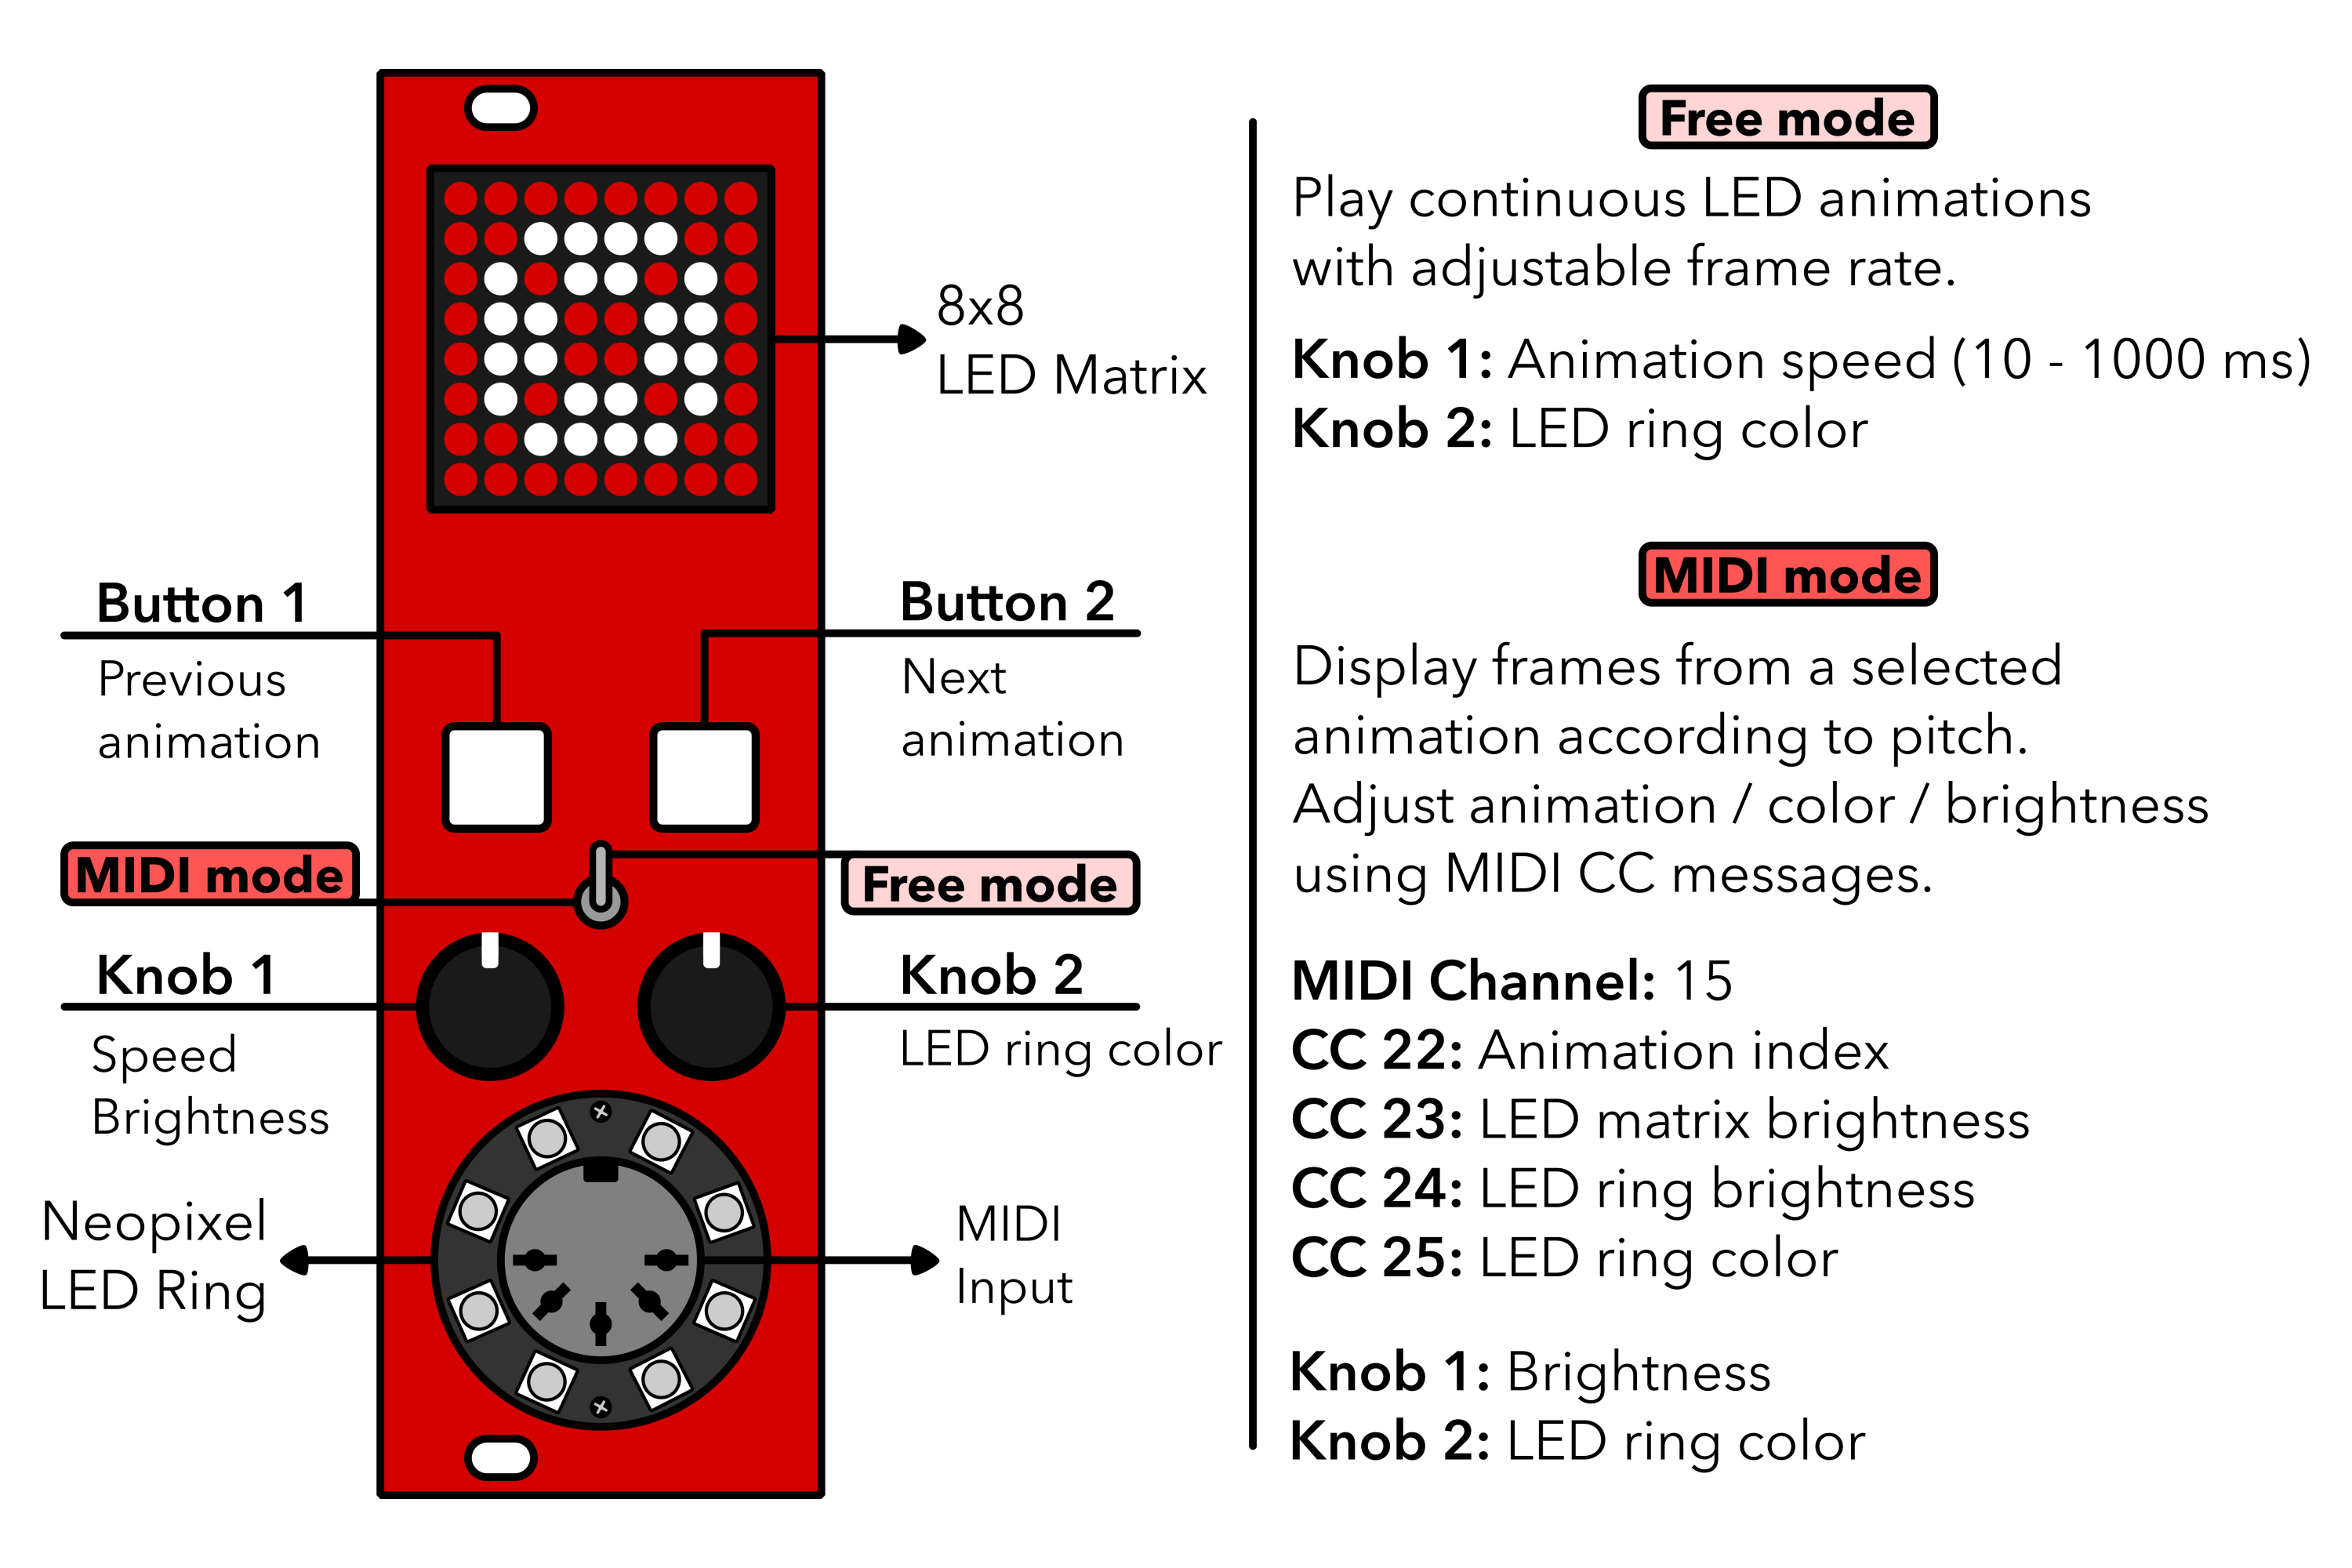 8x8
LED Matrix
Button 1
Previous
animation
Button 2
Next
animation
MIDI mode
Free mode
Knob 1
Speed
Brightness
Knob 2
LED ring color
Neopixel
LED Ring
MIDI
Input
Free mode
Play continuous LED animations
with adjustable frame rate.
Knob 1: Animation speed (10 - 1000 ms)
Knob 2: LED ring color
MIDI mode
Display frames from a selected
animation according to pitch.
Adjust animation / color / brightness
using MIDI CC messages.
MIDI Channel: 15
CC 22: Animation index
CC 23: LED matrix brightness
CC 24: LED ring brightness
CC 25: LED ring color
Knob 1: Brightness
Knob 2: LED ring color